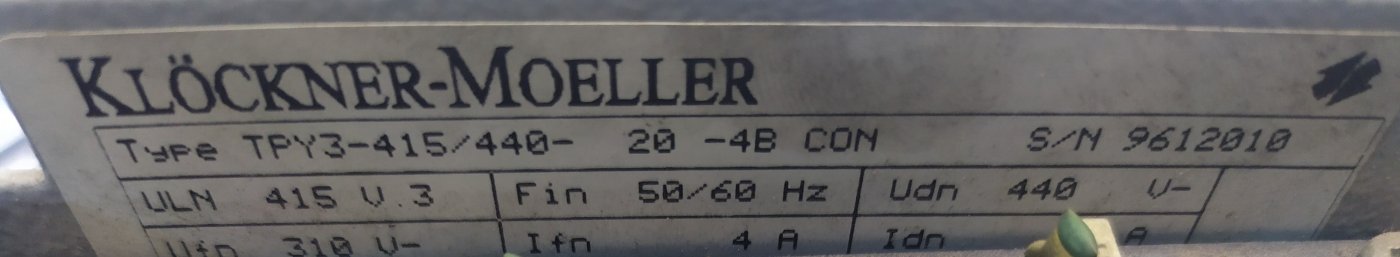 KLÖCKNER-MOELLER
Type TPY3-415/440- 20 -4B CON S/N 9612010
ULN 415 V.3 Fin 50/60 Hz Udn 440 V-
Ufn 310 V- Ifn 4 A Idn A